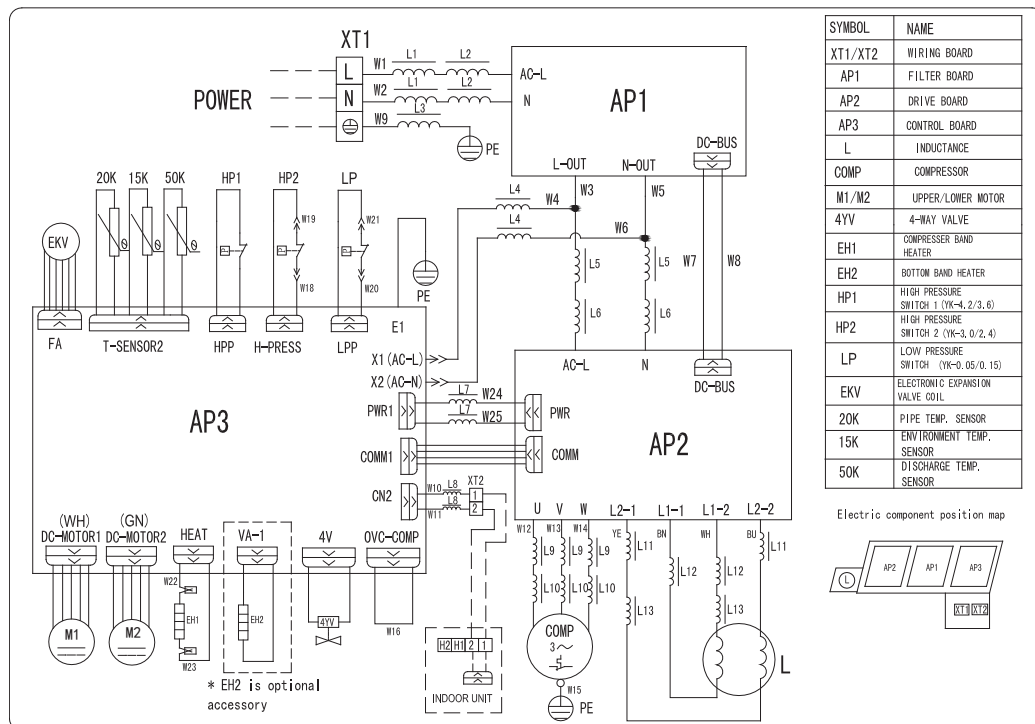 XT1
POWER
L
N
W1
W2
W9
L1
L2
L1
L2
L3
PE
AC-L
N
AP1
DC-BUS
L-OUT
N-OUT
W3
W5
W4
W6
L4
L4
L5
L5
L6
L6
W7
W8
20K
15K
50K
HP1
HP2
LP
W19
W21
W18
W20
P
P
P
θ
θ
θ
EKV
PE
FA
T-SENSOR2
HPP
H-PRESS
LPP
E1
X1(AC-L)
X2(AC-N)
AP3
PWR1
L7
W24
L7
W25
PWR
COMM1
COMM
CN2
W10
L8
W11
L8
XT2
1
2
AC-L
N
DC-BUS
AP2
U
V
W
L2-1
L1-1
L1-2
L2-2
W12
W13
W14
YE
BN
WH
BU
L9
L9
L9
L10
L10
L10
L11
L11
L12
L12
L13
L13
COMP
3~
W15
PE
L
(WH)
DC-MOTOR1
(GN)
DC-MOTOR2
HEAT
VA-1
4V
OVC-COMP
W22
EH1
W23
EH2
4YV
W16
M1
M2
* EH2 is optional
accessory
H2 H1 2 1
INDOOR UNIT
SYMBOL NAME
XT1/XT2 WIRING BOARD
AP1 FILTER BOARD
AP2 DRIVE BOARD
AP3 CONTROL BOARD
L INDUCTANCE
COMP COMPRESSOR
M1/M2 UPPER/LOWER MOTOR
4YV 4-WAY VALVE
EH1 COMPRESSER BAND
HEATER
EH2 BOTTOM BAND HEATER
HP1 HIGH PRESSURE
SWITCH 1 (YK-4.2/3.6)
HP2 HIGH PRESSURE
SWITCH 2 (YK-3.0/2.4)
LP LOW PRESSURE
SWITCH (YK-0.05/0.15)
EKV ELECTRONIC EXPANSION
VALVE COIL
20K PIPE TEMP. SENSOR
15K ENVIRONMENT TEMP.
SENSOR
50K DISCHARGE TEMP.
SENSOR
Electric component position map
L
AP2
AP1
AP3
XT1 XT2